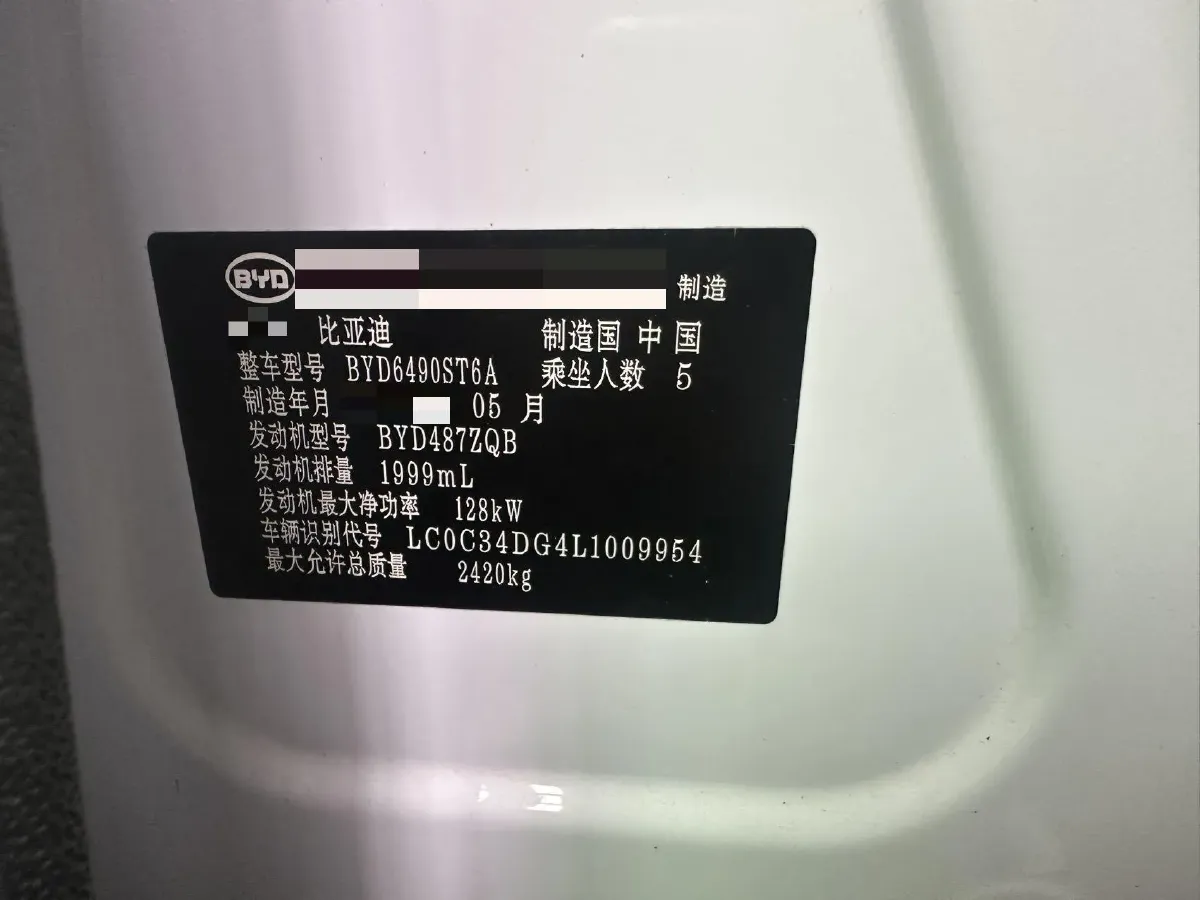 BYD 制造
比亚迪 制造国 中国
整车型号 BYD6490ST6A 乘坐人数 5
制造年月 05 月
发动机型号 BYD487ZQB
发动机排量 1999mL
发动机最大净功率 128kW
车辆识别代号 LC0C34DG4L1009954
最大允许总质量 2420kg